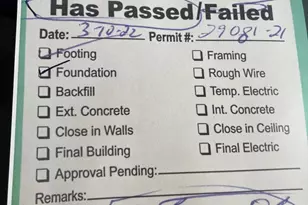 Has Passed/Failed
Date: 3-10-22 Permit#: 29081-21
Footing Framing
Foundation Rough Wire
Backfill Temp. Electric
Ext. Concrete Int. Concrete
Close in Walls Close in Ceiling
Final Building Final Electric
Approval Pending:
Remarks: